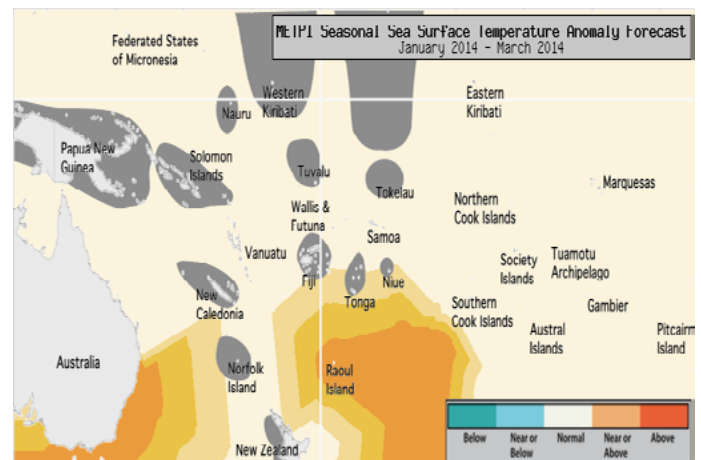 METPI Seasonal Sea Surface Temperature Anomaly Forecast
January 2014 - March 2014
Federated States
of Micronesia
Nauru
Western
Kiribati
Eastern
Kiribati
Papua New
Guinea
Solomon
Islands
Tuvalu
Tokelau
Marquesas
Northern
Cook Islands
Wallis &
Futuna
Samoa
Vanuatu
Fiji
Tonga
Niue
Society
Islands
Tuamotu
Archipelago
New
Caledonia
Southern
Cook Islands
Gambier
Austral
Islands
Pitcairn
Island
Australia
Norfolk
Island
Raoul
Island
New Zealand
Below
Near or
Below
Normal
Near or
Above
Above